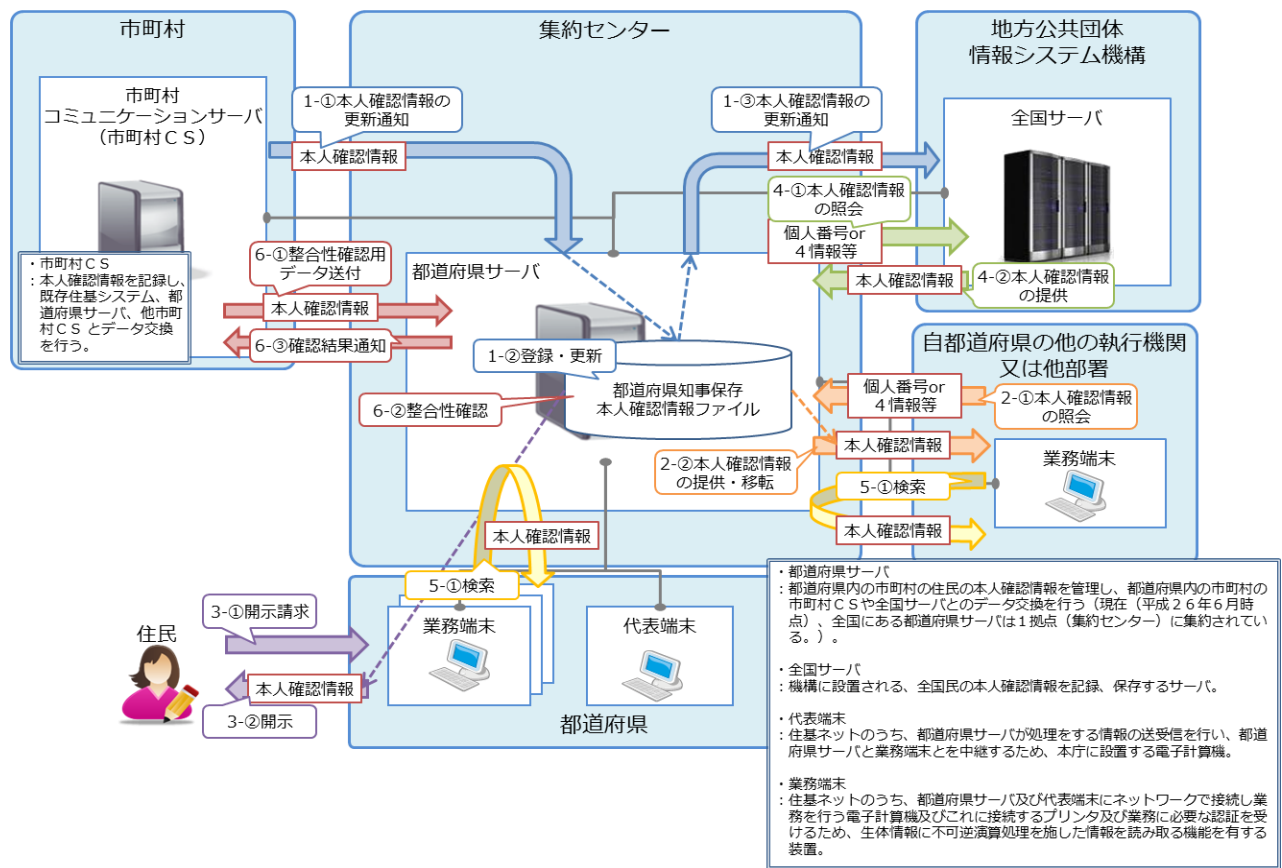 市町村
集約センター
地方公共団体
情報システム機構
市町村
コミュニケーションサーバ
（市町村ＣＳ）
1-①本人確認情報の
更新通知
本人確認情報
1-③本人確認情報の
更新通知
本人確認情報
全国サーバ
4-①本人確認情報
の照会
個人番号or
４情報等
本人確認情報
4-②本人確認情報
の提供
・市町村ＣＳ
：本人確認情報を記録し、
既存住基システム、都
道府県サーバ、他市町
村ＣＳ とデータ交換
を行う。
6-①整合性確認用
データ送付
本人確認情報
6-③確認結果通知
都道府県サーバ
1-②登録・更新
6-②整合性確認
都道府県知事保存
本人確認情報ファイル
自都道府県の他の執行機関
又は他部署
個人番号or
４情報等
2-①本人確認情報
の照会
本人確認情報
2-②本人確認情報
の提供・移転
業務端末
5-①検索
本人確認情報
本人確認情報
5-①検索
3-①開示請求
住民
本人確認情報
3-②開示
業務端末
代表端末
都道府県
・都道府県サーバ
：都道府県内の市町村の住民の本人確認情報を管理し、都道府県内の市町村の
市町村ＣＳや全国サーバとのデータ交換を行う（現在（平成２６年６月時
点）、全国にある都道府県サーバは１拠点（集約センター）に集約されてい
る。）。
・全国サーバ
：機構に設置される、全国民の本人確認情報を記録、保存するサーバ。
・代表端末
：住基ネットのうち、都道府県サーバが処理をする情報の送受信を行い、都道
府県サーバと業務端末とを中継するため、本庁に設置する電子計算機。
・業務端末
：住基ネットのうち、都道府県サーバ及び代表端末にネットワークで接続し業
務を行う電子計算機及びこれに接続するプリンタ及び業務に必要な認証を受
けるため、生体情報に不可逆演算処理を施した情報を読み取る機能を有する
装置。